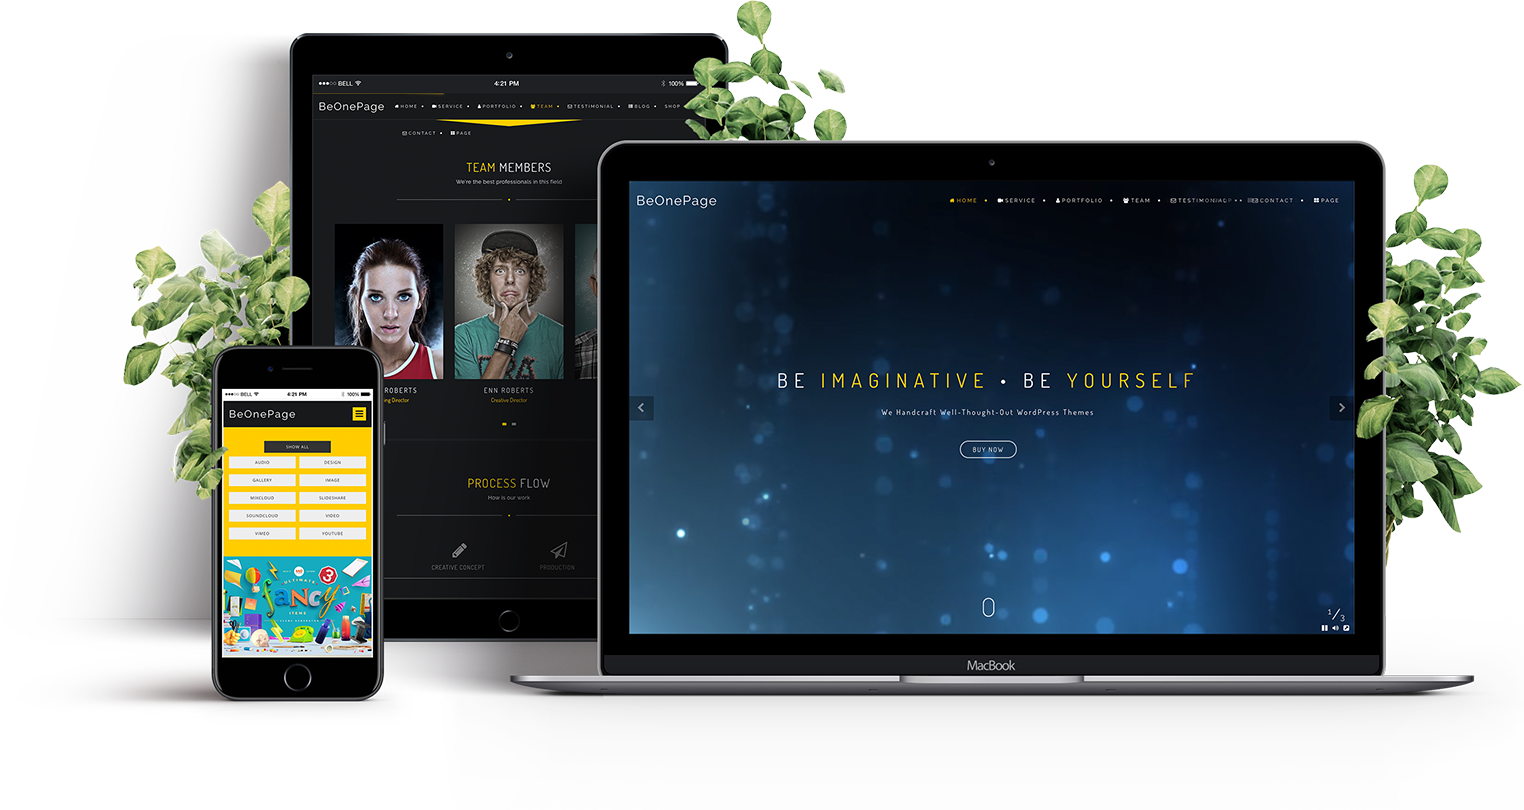 ●●●○○ BELL 4:21 PM 100%
BeOnePage HOME • SERVICE • PORTFOLIO • TEAM • TESTIMONIAL • BLOG • SHOP
CONTACT • PAGE
TEAM MEMBERS
We're the best professionals in this field
ROBERTS
ing Director
ENN ROBERTS
Creative Director
PROCESS FLOW
How is our work
CREATIVE CONCEPT
PRODUCTION
●●●○○ BELL 4:21 PM 100%
BeOnePage
SHOW ALL
AUDIO DESIGN
GALLERY IMAGE
MIXCLOUD SLIDESHARE
SOUNDCLOUD VIDEO
VIMEO YOUTUBE
3
ULTIMATE
fancy
ITEMS
BeOnePage HOME • SERVICE • PORTFOLIO • TEAM • CONTACT • PAGE
BE IMAGINATIVE • BE YOURSELF
We Handcraft Well-Thought-Out WordPress Themes
BUY NOW
1/3
MacBook